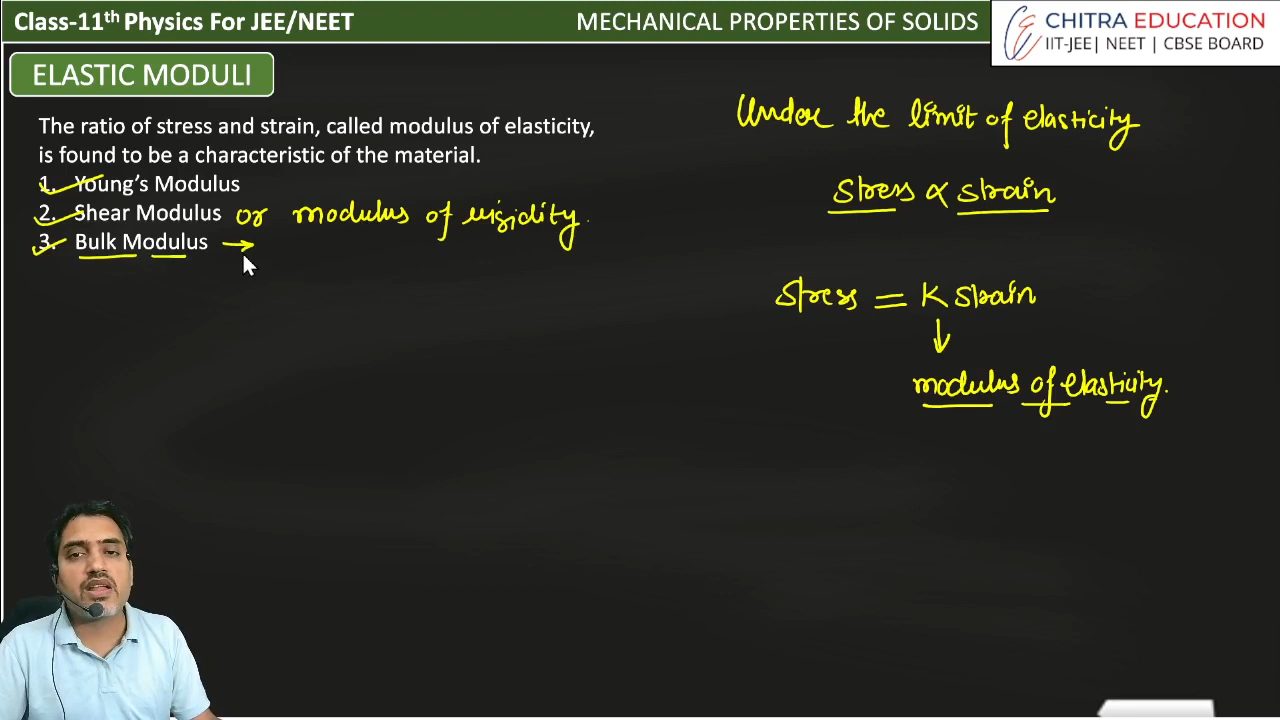 Class-11th Physics For JEE/NEET
MECHANICAL PROPERTIES OF SOLIDS
CHITRA EDUCATION
IIT-JEE| NEET | CBSE BOARD
ELASTIC MODULI
The ratio of stress and strain, called modulus of elasticity,
is found to be a characteristic of the material.
1. Young's Modulus
2. Shear Modulus or modulus of rigidity.
3. Bulk Modulus →
Under the limit of elasticity
Stress ∝ strain
Stress = K strain
↓
modulus of elasticity.